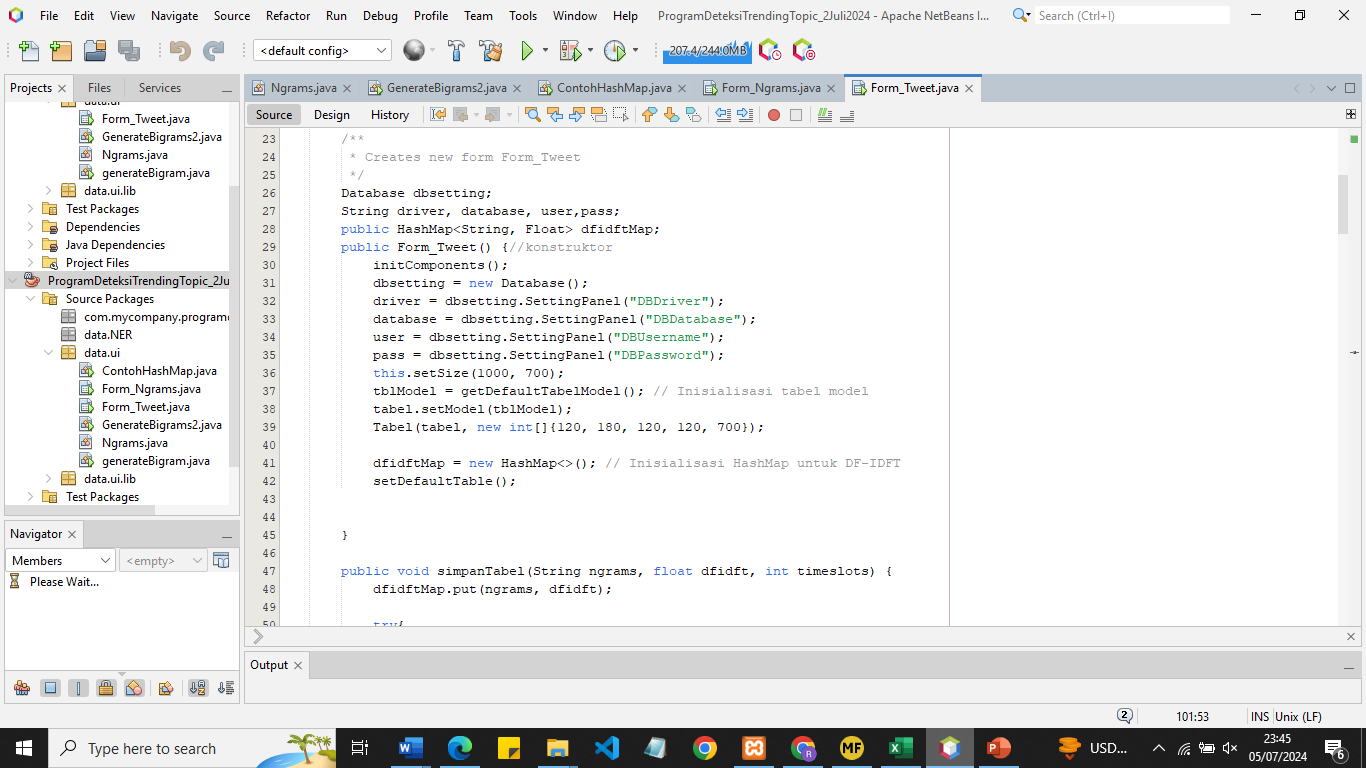 File Edit View Navigate Source Refactor Run Debug Profile Team Tools Window Help ProgramDeteksiTrendingTopic_2Juli2024 - Apache NetBeans I... Search (Ctrl+I)
<default config> 207.4/244.0MB
Projects Files Services
Ngrams.java GenerateBigrams2.java ContohHashMap.java Form_Ngrams.java Form_Tweet.java
Source Design History
Form_Tweet.java
GenerateBigrams2.java
Ngrams.java
generateBigram.java
data.ui.lib
Test Packages
Dependencies
Java Dependencies
Project Files
ProgramDeteksiTrendingTopic_2Ju
Source Packages
com.mycompany.program
data.NER
data.ui
ContohHashMap.java
Form_Ngrams.java
Form_Tweet.java
GenerateBigrams2.java
Ngrams.java
generateBigram.java
data.ui.lib
Test Packages
Navigator
Members <empty>
Please Wait...
23 /**
24 * Creates new form Form_Tweet
25 */
26 Database dbsetting;
27 String driver, database, user,pass;
28 public HashMap<String, Float> dfidftMap;
29 public Form_Tweet() {//konstruktor
30 initComponents();
31 dbsetting = new Database();
32 driver = dbsetting.SettingPanel("DBDriver");
33 database = dbsetting.SettingPanel("DBDatabase");
34 user = dbsetting.SettingPanel("DBUsername");
35 pass = dbsetting.SettingPanel("DBPassword");
36 this.setSize(1000, 700);
37 tblModel = getDefaultTabelModel(); // Inisialisasi tabel model
38 tabel.setModel(tblModel);
39 Tabel(tabel, new int[]{120, 180, 120, 120, 700});
40
41 dfidftMap = new HashMap<>(); // Inisialisasi HashMap untuk DF-IDFT
42 setDefaultTable();
43
44
45 }
46
47 public void simpanTabel(String ngrams, float dfidft, int timeslots) {
48 dfidftMap.put(ngrams, dfidft);
49
50 try{
Output
2 101:53 INS Unix (LF)
Type here to search
USD...
23:45
05/07/2024
6